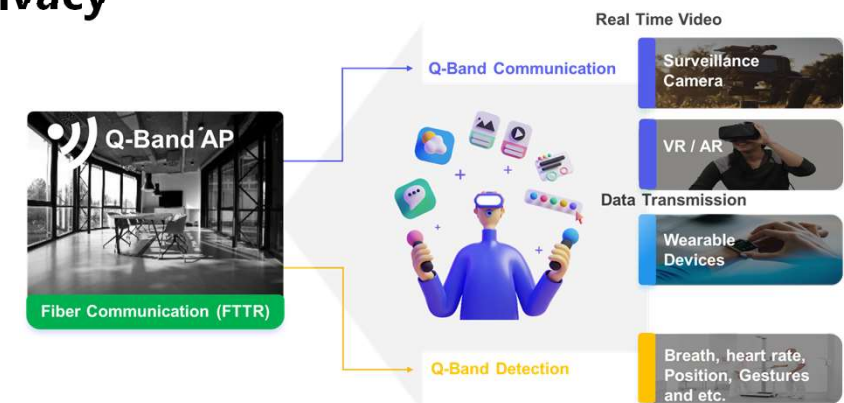 Real Time Video
Q-Band Communication
Surveillance
Camera
Q-Band AP
VR / AR
Data Transmission
Wearable
Devices
Fiber Communication (FTTR)
Q-Band Detection
Breath, heart rate,
Position, Gestures
and etc.